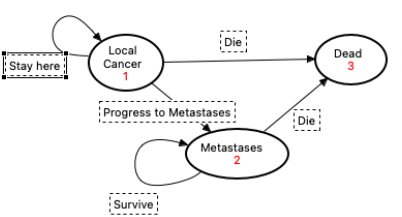 Die
Local
Cancer
1
Dead
3
Stay here
Progress to Metastases
Die
Metastases
2
Survive